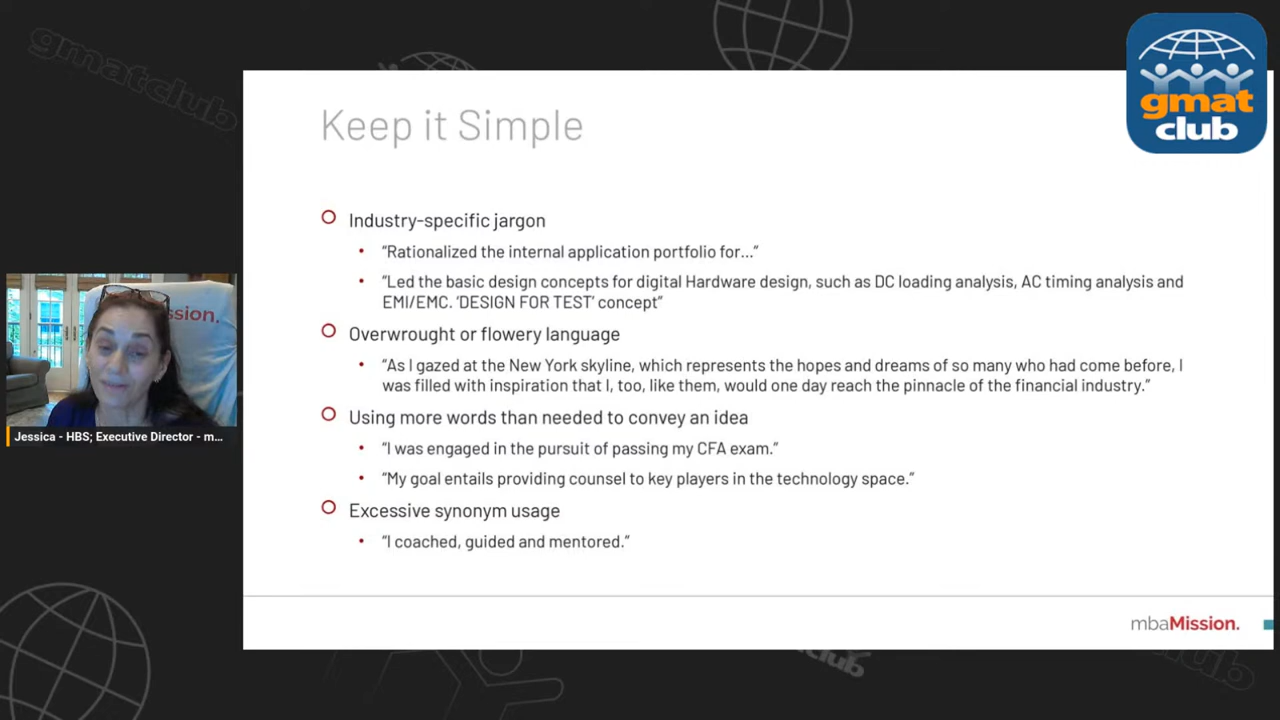 gmatclub
gmat
club
Keep it Simple
Industry-specific jargon
• “Rationalized the internal application portfolio for...”
• “Led the basic design concepts for digital Hardware design, such as DC loading analysis, AC timing analysis and
EMI/EMC. ‘DESIGN FOR TEST’ concept”
Overwrought or flowery language
• “As I gazed at the New York skyline, which represents the hopes and dreams of so many who had come before, I
was filled with inspiration that I, too, like them, would one day reach the pinnacle of the financial industry.”
ssion.
Using more words than needed to convey an idea
Jessica - HBS; Executive Director - m...
• “I was engaged in the pursuit of passing my CFA exam.”
• “My goal entails providing counsel to key players in the technology space.”
Excessive synonym usage
• “I coached, guided and mentored.”
mbaMission.
club